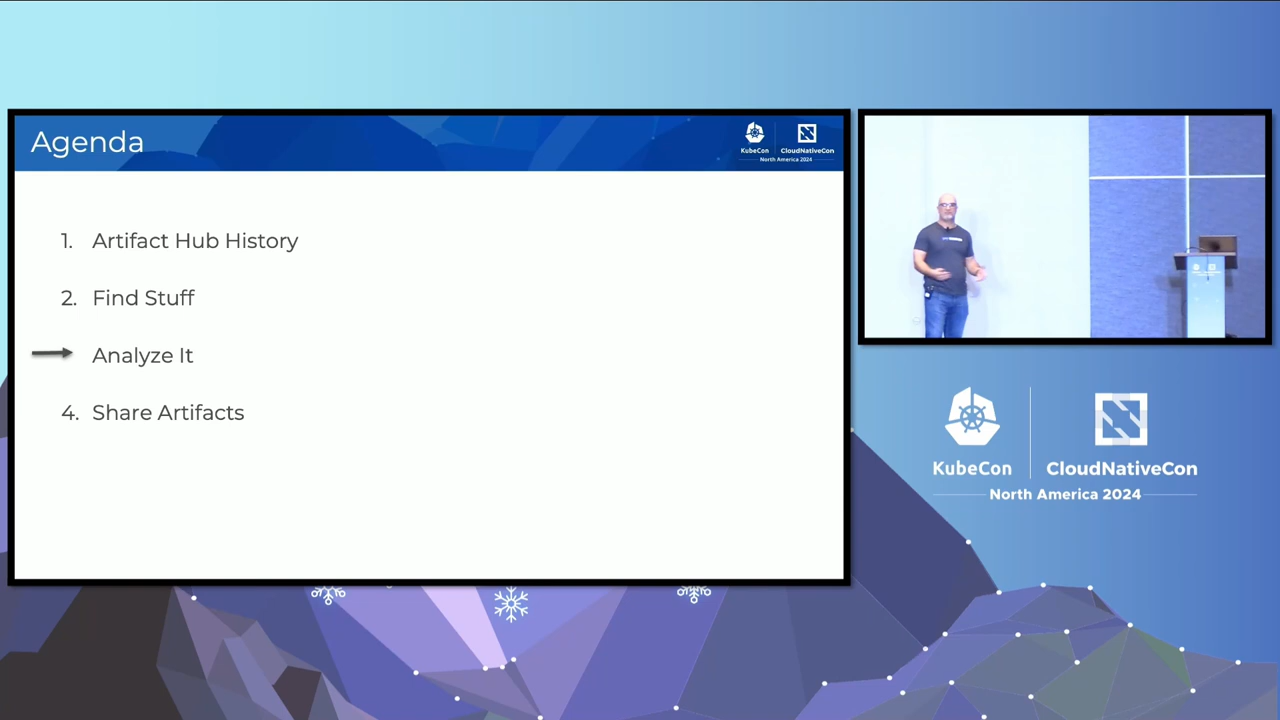 Agenda
KubeCon
CloudNativeCon
North America 2024
1. Artifact Hub History
2. Find Stuff
Analyze It
4. Share Artifacts
KubeCon
CloudNativeCon
North America 2024